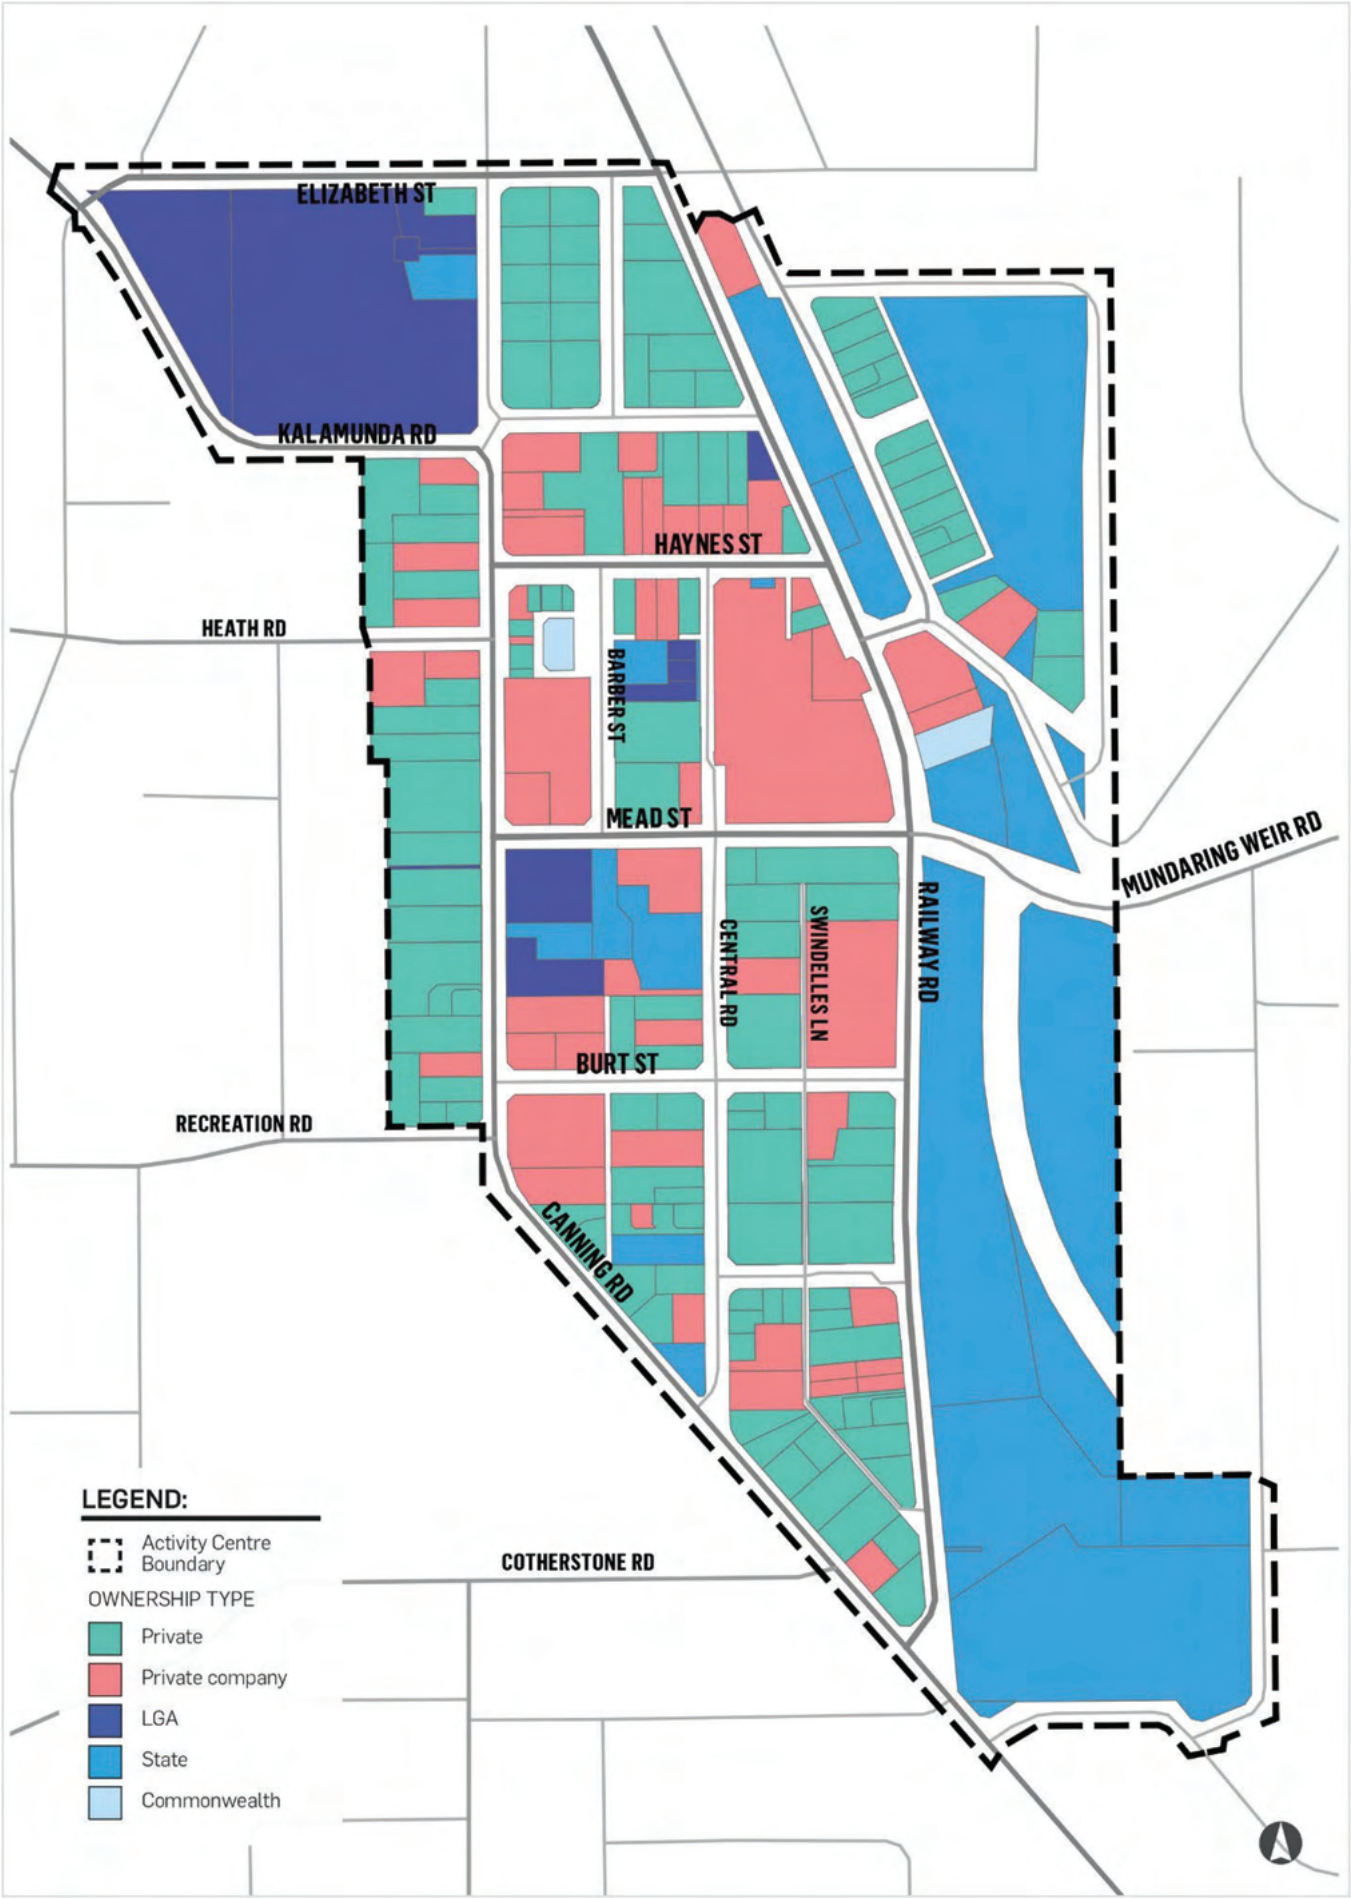 ELIZABETH ST
KALAMUNDA RD
HAYNES ST
HEATH RD
BARBER ST
MEAD ST
MUNDARING WEIR RD
RAILWAY RD
SWINDELLES LN
CENTRAL RD
BURT ST
RECREATION RD
CANNING RD
COTHERSTONE RD
LEGEND:
Activity Centre
Boundary
OWNERSHIP TYPE
Private
Private company
LGA
State
Commonwealth